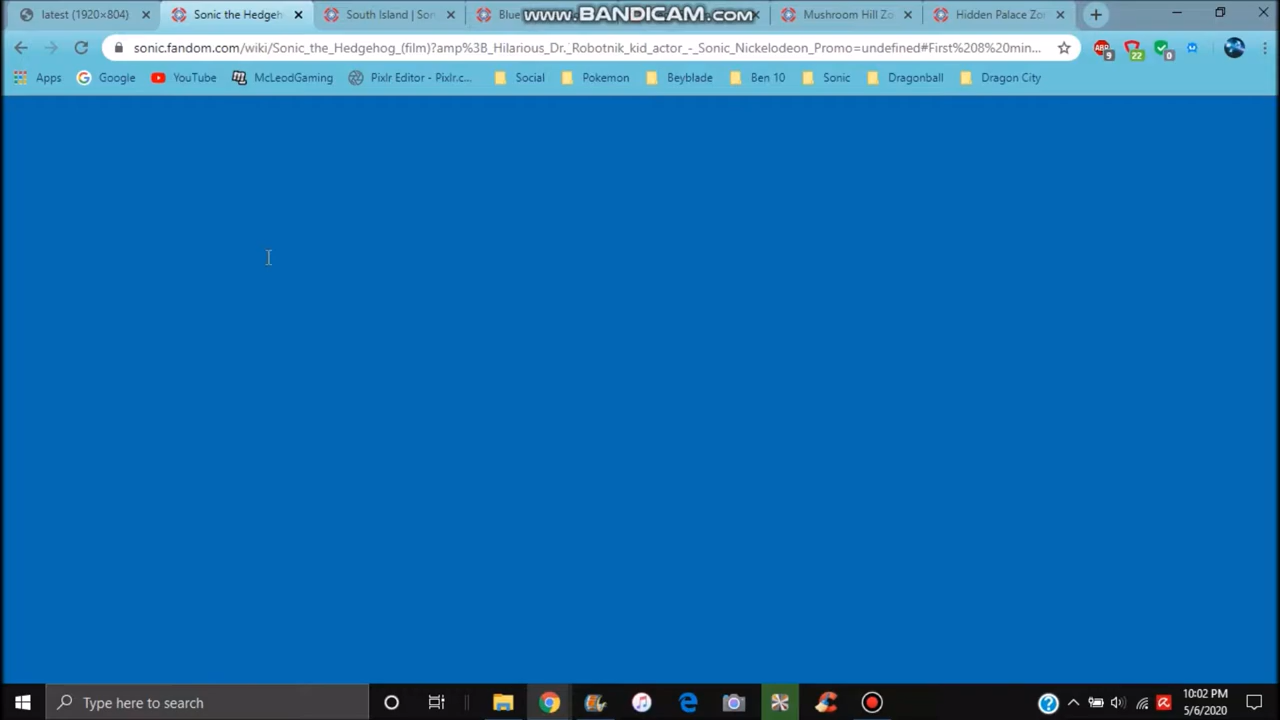 latest (1920×804)
Sonic the Hedgeh
South Island | Son
Blue
www.BANDICAM.com
Mushroom Hill Zo
Hidden Palace Zo
sonic.fandom.com/wiki/Sonic_the_Hedgehog_(film)?amp%3B_Hilarious_Dr._Robotnik_kid_actor_-_Sonic_Nickelodeon_Promo=undefined#First%208%20min...
9
22
0
Apps
Google
YouTube
McLeodGaming
Pixlr Editor - Pixlr.c...
Social
Pokemon
Beyblade
Ben 10
Sonic
Dragonball
Dragon City
Type here to search
10:02 PM
5/6/2020